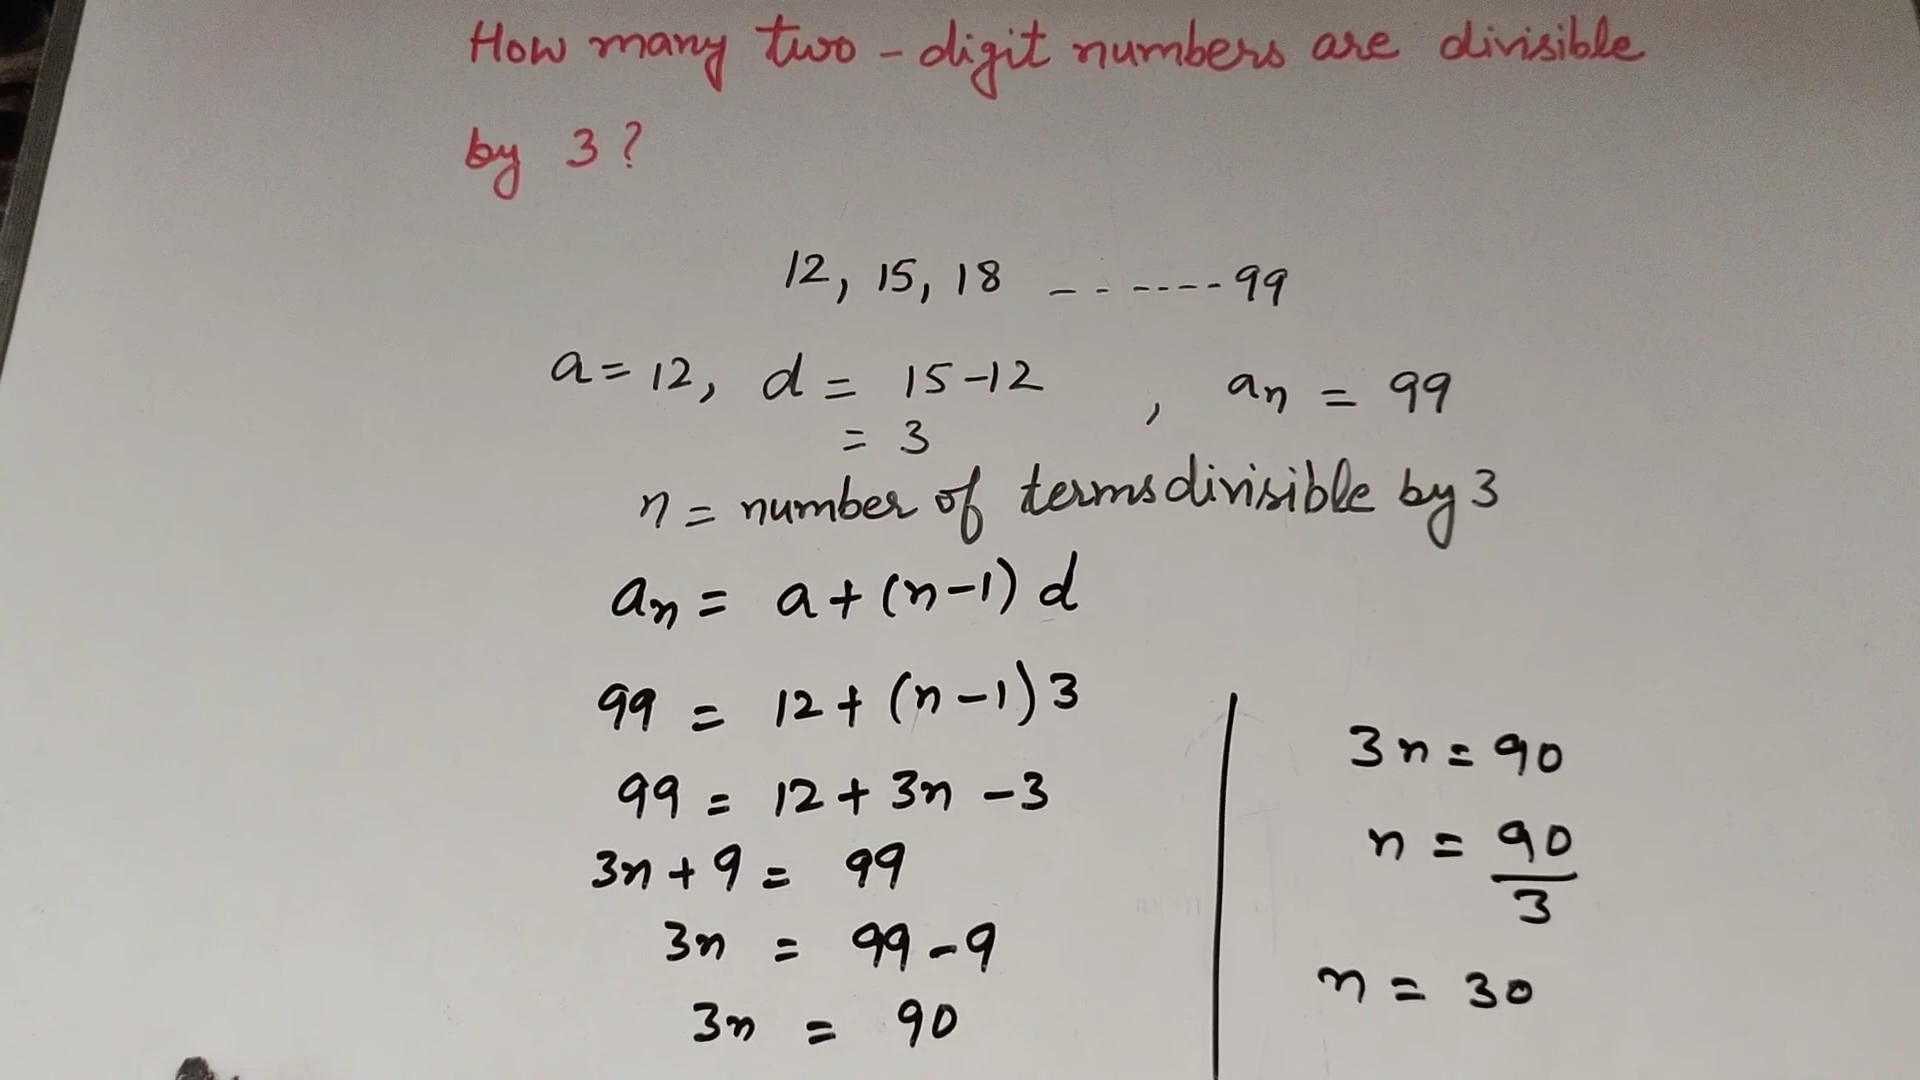 How many two-digit numbers are divisible
by 3?
12, 15, 18 - - - - - - - 99
a = 12, d = 15-12 , an = 99
= 3
n = number of terms divisible by 3
an = a + (n-1) d
99 = 12 + (n-1) 3
99 = 12 + 3n - 3
3n + 9 = 99
3n = 99 - 9
3n = 90
3n = 90
n = 90/3
n = 30